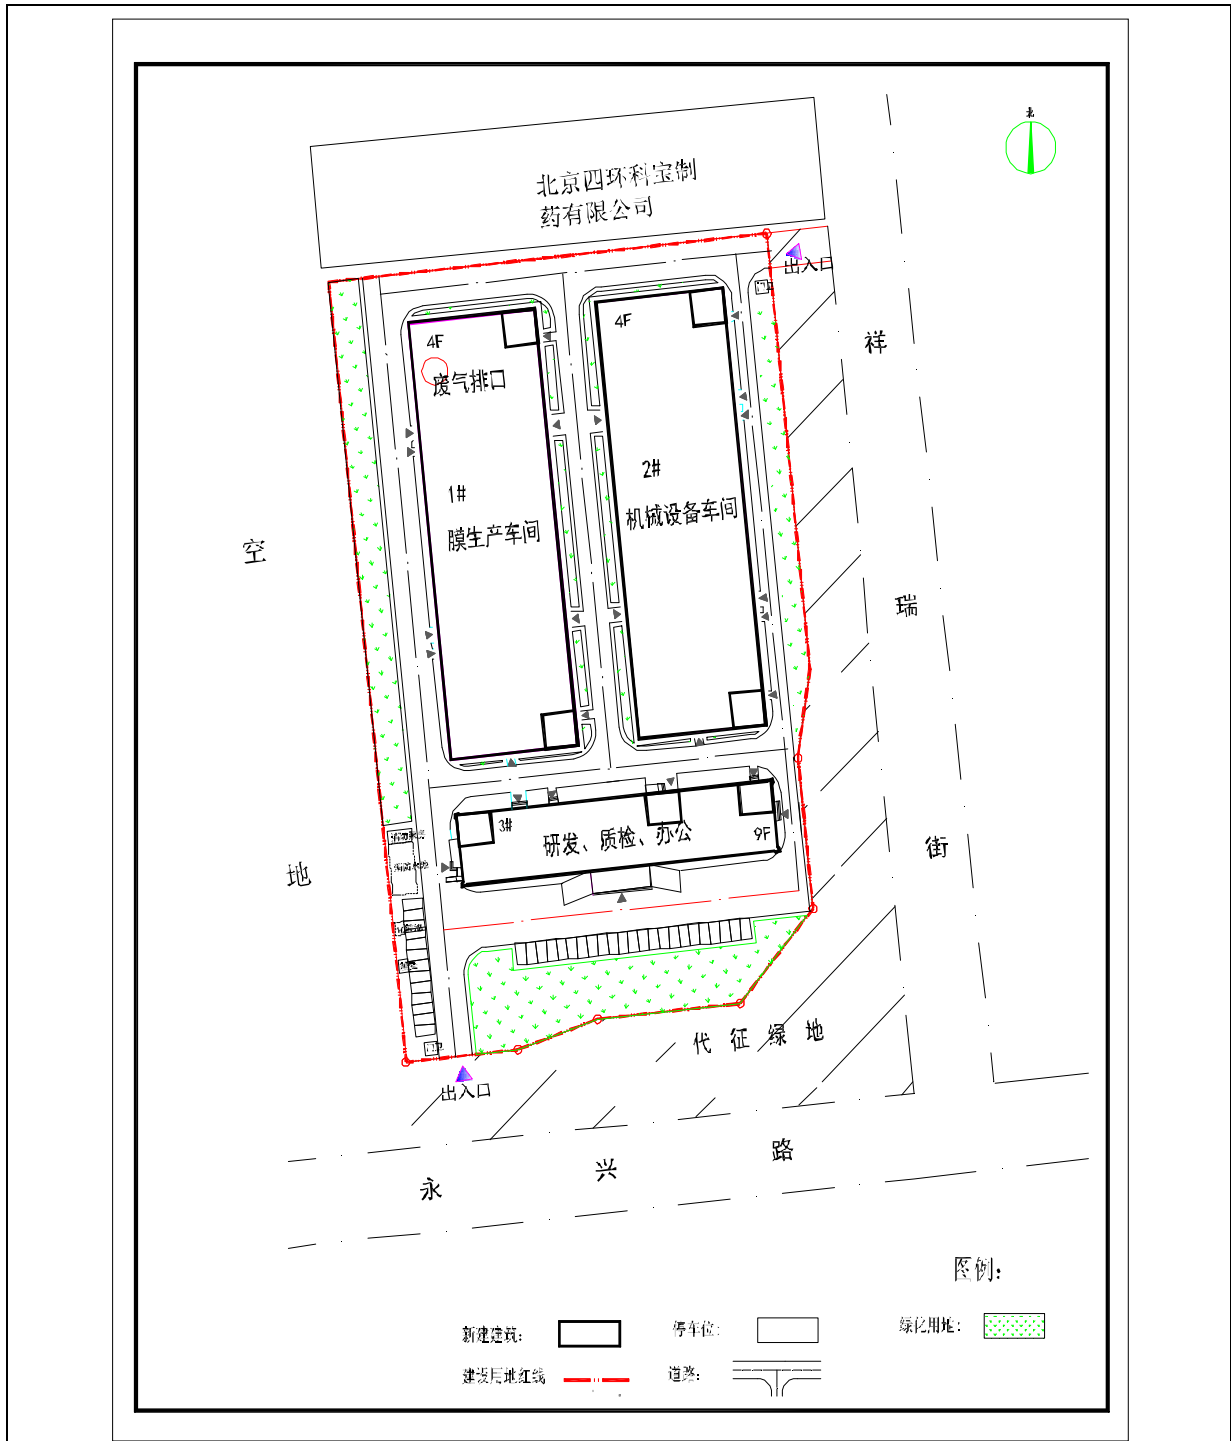 北
北京四环科宝制
药有限公司
出入口
4F
4F
废气排口
祥
1#
膜生产车间
2#
机械设备车间
空
瑞
3#
研发、质检、办公
9F
街
地
代征绿地
出入口
永
兴
路
图例:
新建建筑:
停车位:
绿化用地:
建设用地红线
道路: